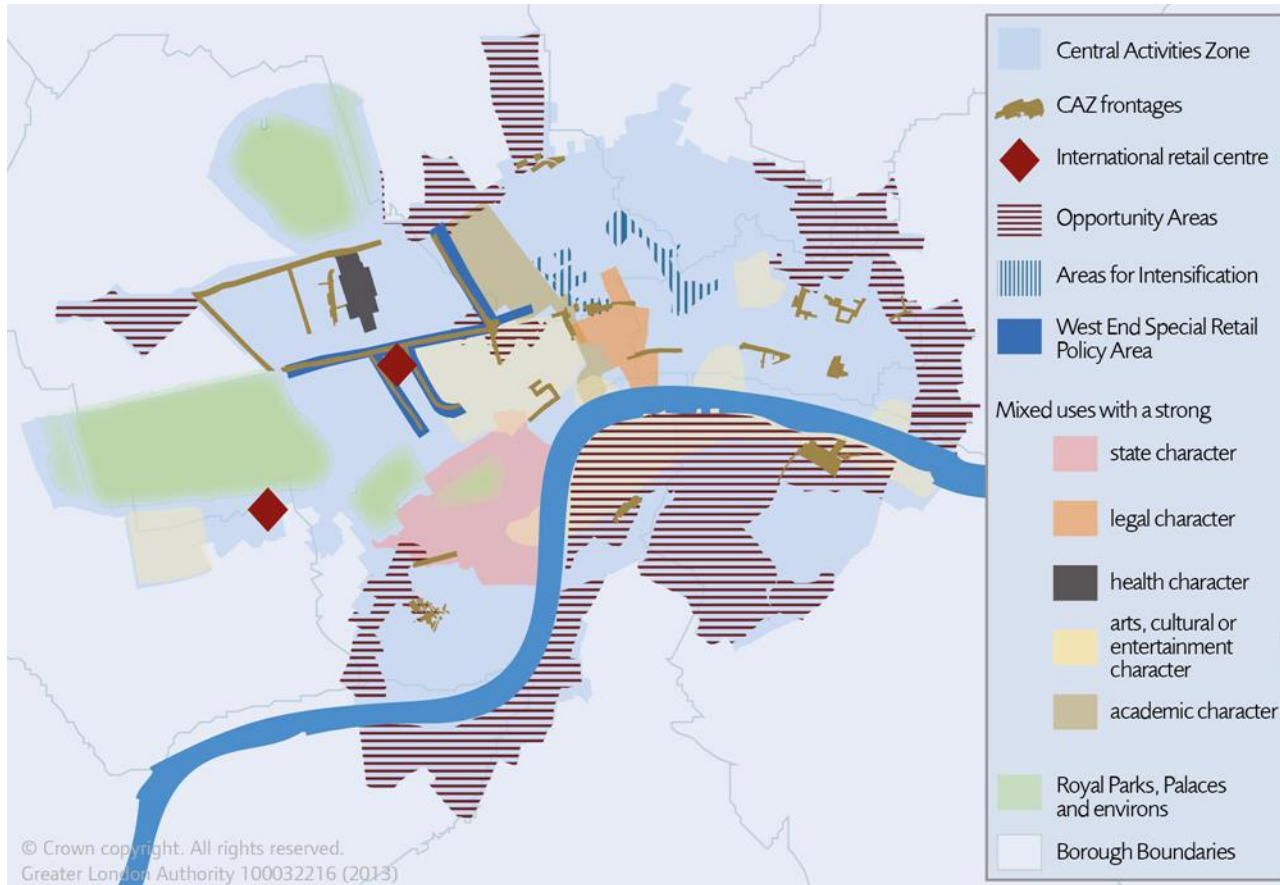 Central Activities Zone
CAZ frontages
International retail centre
Opportunity Areas
Areas for Intensification
West End Special Retail
Policy Area
Mixed uses with a strong
state character
legal character
health character
arts, cultural or
entertainment
character
academic character
Royal Parks, Palaces
and environs
Borough Boundaries
© Crown copyright. All rights reserved.
Greater London Authority 100032216 (2013)